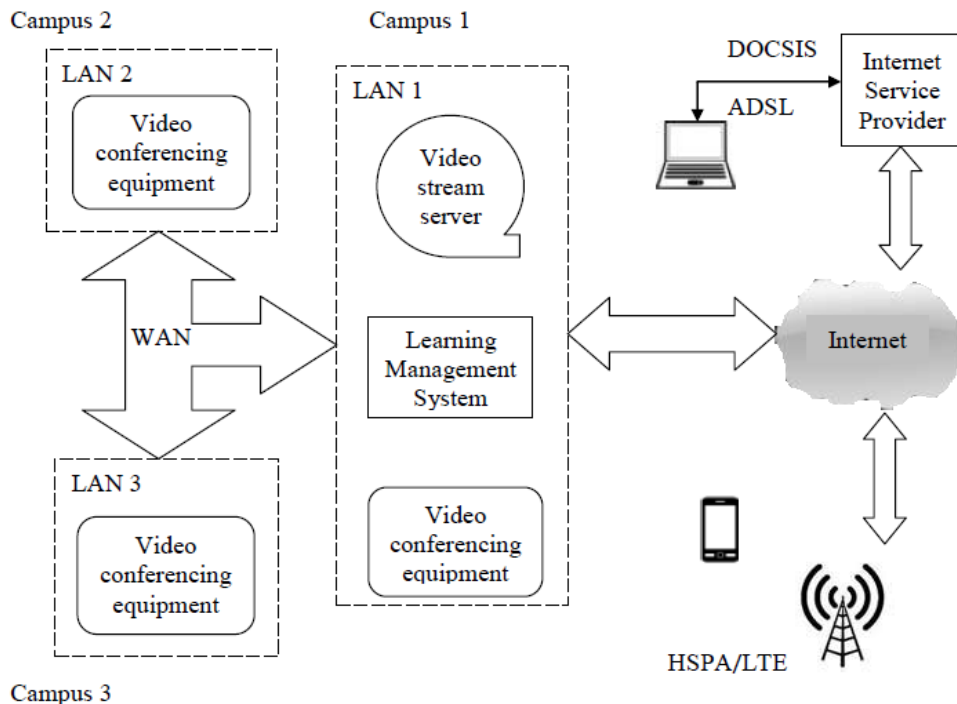 Campus 2
Campus 1
LAN 2
Video
conferencing
equipment
LAN 1
Video
stream
server
DOCSIS
ADSL
Internet
Service
Provider
WAN
Learning
Management
System
Internet
LAN 3
Video
conferencing
equipment
Video
conferencing
equipment
HSPA/LTE
Campus 3